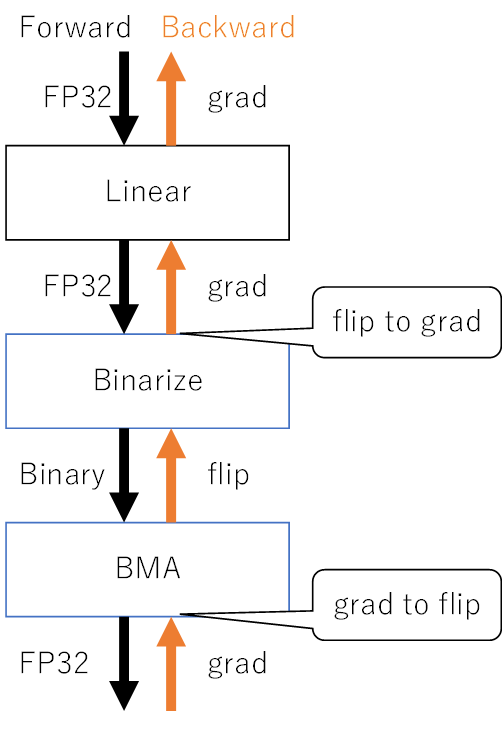 Forward Backward
FP32 grad
Linear
FP32 grad
flip to grad
Binarize
Binary flip
BMA
grad to flip
FP32 grad